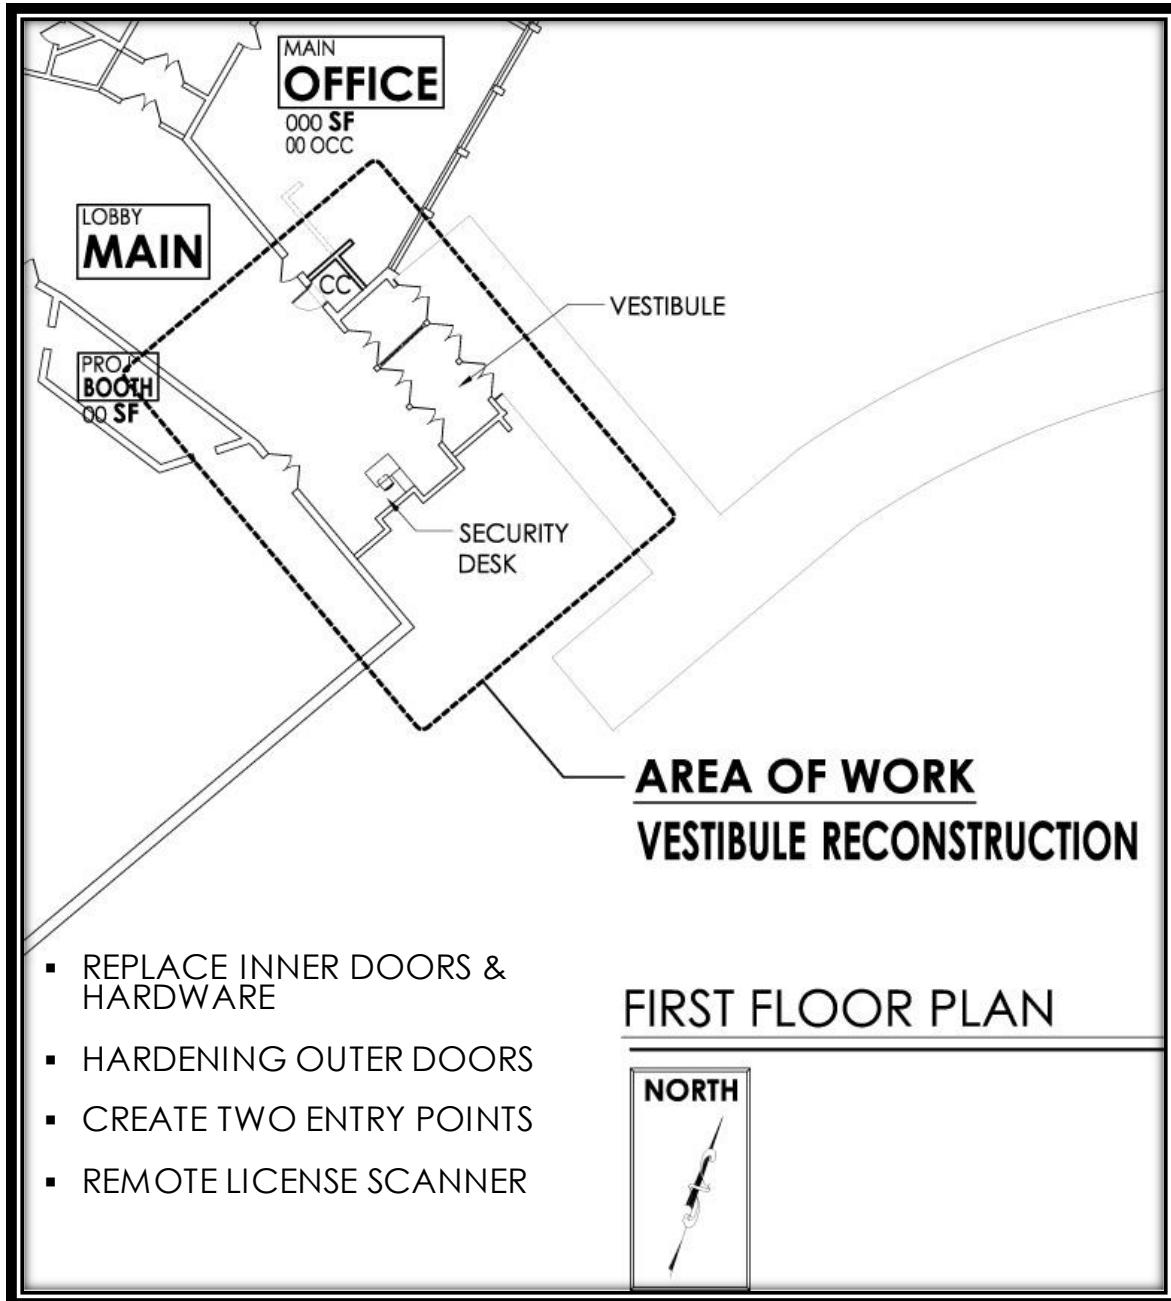 MAIN
OFFICE
000 SF
00 OCC
LOBBY
MAIN
CC
VESTIBULE
PROJ
BOOTH
00 SF
SECURITY
DESK
AREA OF WORK
VESTIBULE RECONSTRUCTION
▪ REPLACE INNER DOORS &
HARDWARE
▪ HARDENING OUTER DOORS
▪ CREATE TWO ENTRY POINTS
▪ REMOTE LICENSE SCANNER
FIRST FLOOR PLAN
NORTH